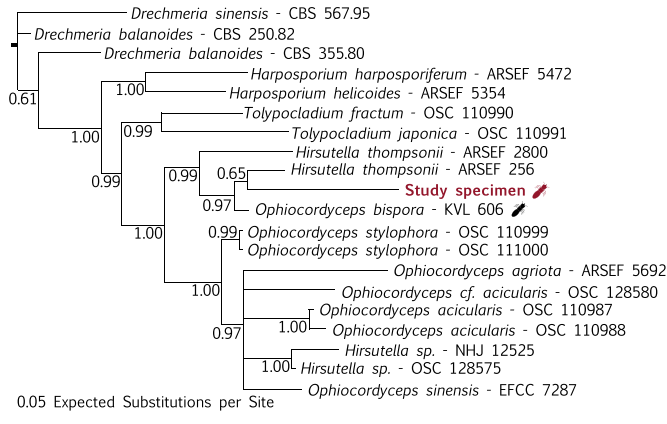 Drechmeria sinensis - CBS 567.95
Drechmeria balanoides - CBS 250.82
Drechmeria balanoides - CBS 355.80
Harposporium harposporiferum - ARSEF 5472
0.61
1.00
Harposporium helicoides - ARSEF 5354
Tolypocladium fractum - OSC 110990
1.00
0.99
Tolypocladium japonica - OSC 110991
Hirsutella thompsonii - ARSEF 2800
0.99
0.99
0.65
Hirsutella thompsonii - ARSEF 256
Study specimen
0.97
Ophiocordyceps bispora - KVL 606
1.00
0.99
Ophiocordyceps stylophora - OSC 110999
Ophiocordyceps stylophora - OSC 111000
Ophiocordyceps agriota - ARSEF 5692
1.00
Ophiocordyceps cf. acicularis - OSC 128580
Ophiocordyceps acicularis - OSC 110987
0.97
1.00
Ophiocordyceps acicularis - OSC 110988
Hirsutella sp. - NHJ 12525
1.00
Hirsutella sp. - OSC 128575
Ophiocordyceps sinensis - EFCC 7287
0.05 Expected Substitutions per Site